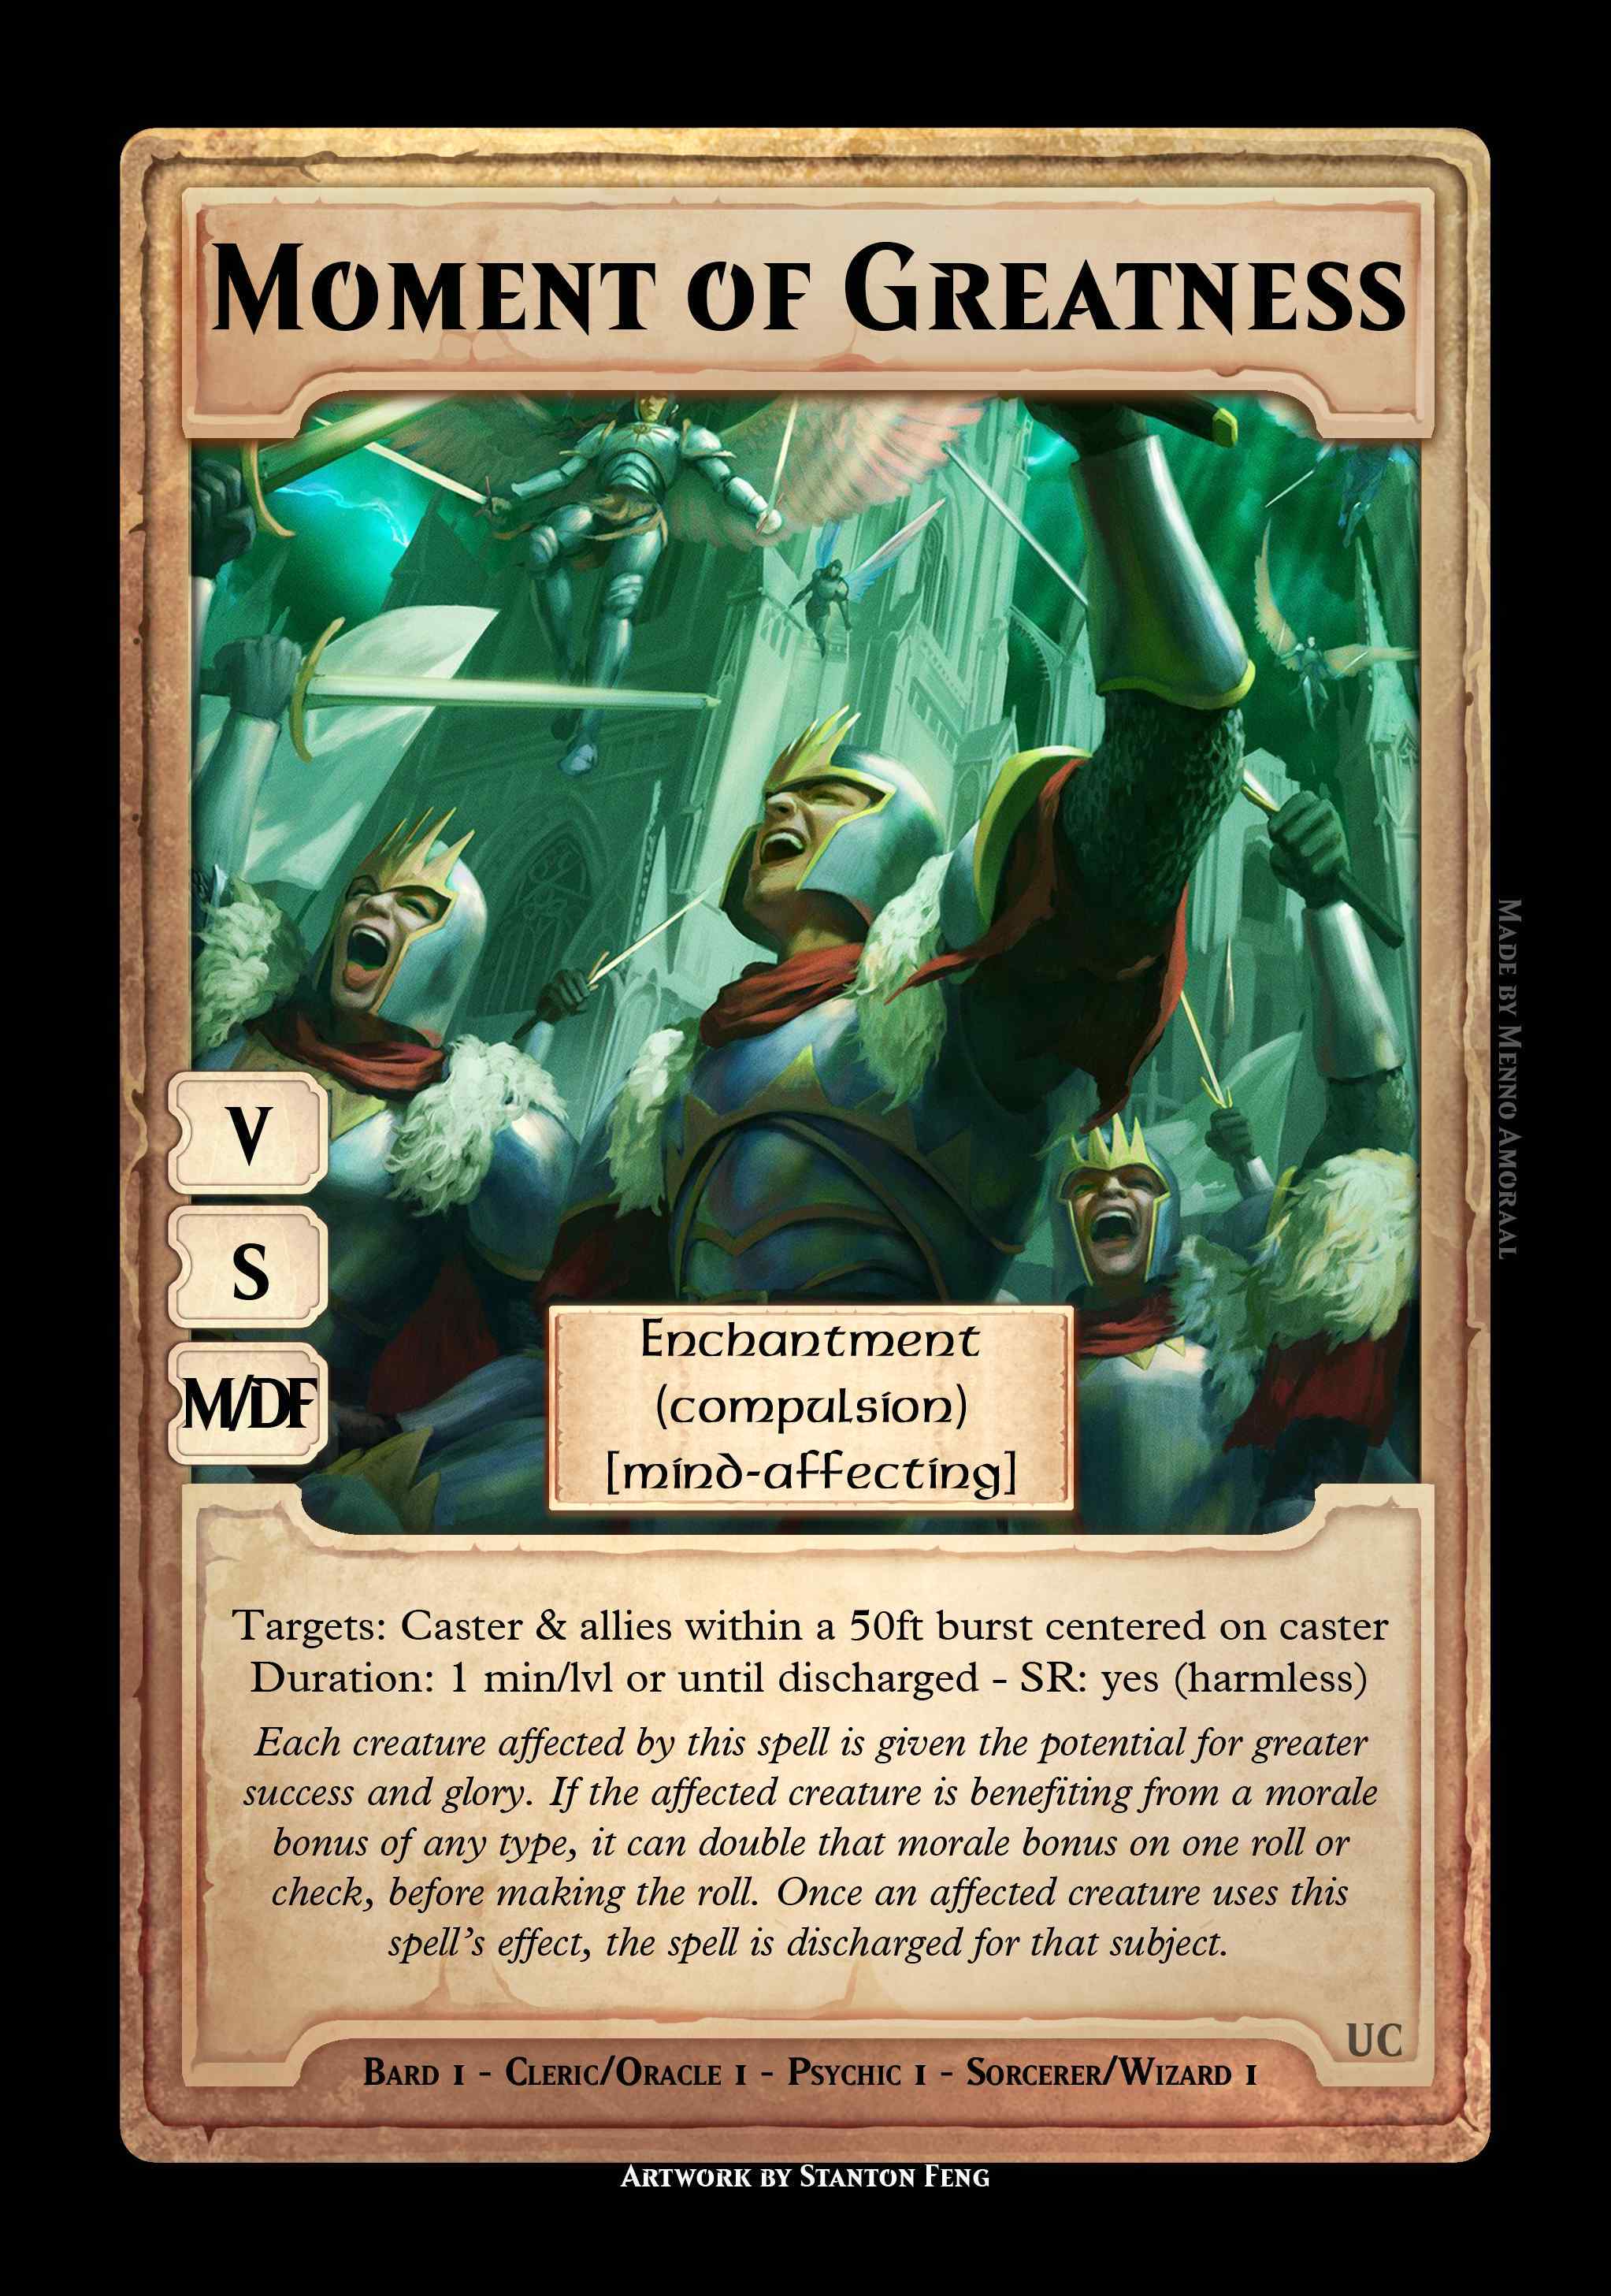 Moment of Greatness
V
S
M/DF
Enchantment
(compulsion)
[mind-affecting]
Targets: Caster & allies within a 50ft burst centered on caster
Duration: 1 min/lvl or until discharged - SR: yes (harmless)
Each creature affected by this spell is given the potential for greater
success and glory. If the affected creature is benefiting from a morale
bonus of any type, it can double that morale bonus on one roll or
check, before making the roll. Once an affected creature uses this
spell's effect, the spell is discharged for that subject.
UC
Bard 1 - Cleric/Oracle 1 - Psychic 1 - Sorcerer/Wizard 1
Artwork by Stanton Feng
Made by Menno Amoraal